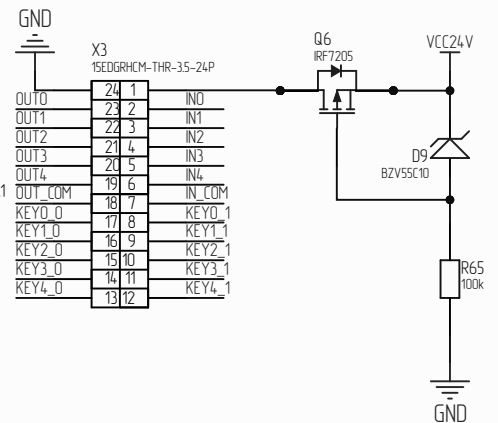 GND
X3
15EDGRHCM-THR-3.5-24P
Q6
IRF7205
VCC24V
24 1
OUT0 23 2 IN0
OUT1 22 3 IN1
OUT2 21 4 IN2
OUT3 20 5 IN3
OUT4 19 6 IN4
1 OUT_COM 18 7 IN_COM
KEY0_0 17 8 KEY0_1
KEY1_0 16 9 KEY1_1
KEY2_0 15 10 KEY2_1
KEY3_0 14 11 KEY3_1
KEY4_0 13 12 KEY4_1
D9
BZV55C10
R65
100k
GND